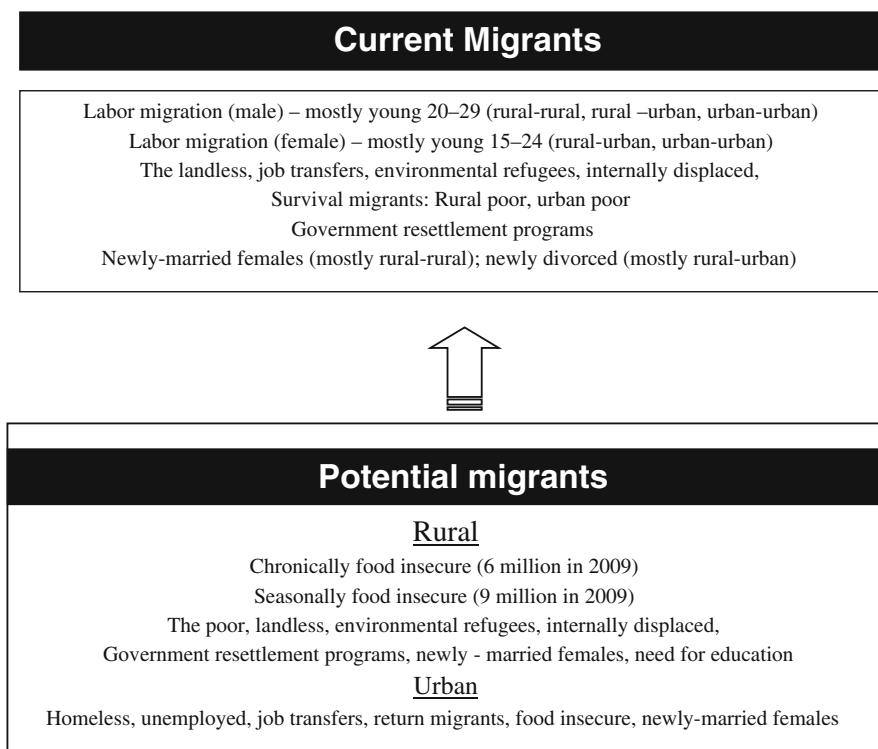 Current Migrants
Labor migration (male) – mostly young 20–29 (rural-rural, rural –urban, urban-urban)
Labor migration (female) – mostly young 15–24 (rural-urban, urban-urban)
The landless, job transfers, environmental refugees, internally displaced,
Survival migrants: Rural poor, urban poor
Government resettlement programs
Newly-married females (mostly rural-rural); newly divorced (mostly rural-urban)
Potential migrants
Rural
Chronically food insecure (6 million in 2009)
Seasonally food insecure (9 million in 2009)
The poor, landless, environmental refugees, internally displaced,
Government resettlement programs, newly - married females, need for education
Urban
Homeless, unemployed, job transfers, return migrants, food insecure, newly-married females